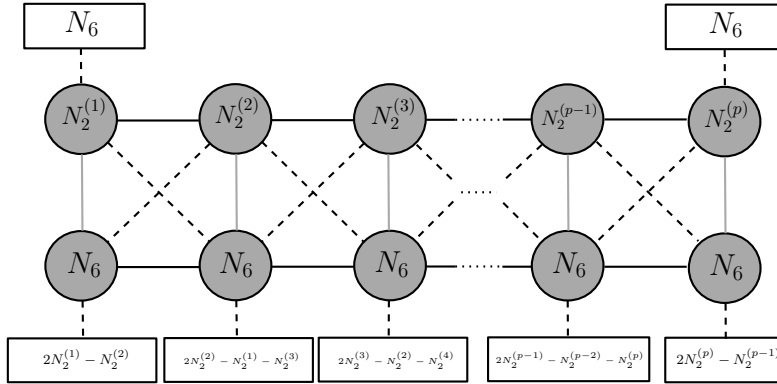 N_6 N_6
N_2^{(1)} N_2^{(2)} N_2^{(3)} N_2^{(p-1)} N_2^{(p)}
N_6 N_6 N_6 N_6 N_6
2N_2^{(1)} - N_2^{(2)} 2N_2^{(2)} - N_2^{(1)} - N_2^{(3)} 2N_2^{(3)} - N_2^{(2)} - N_2^{(4)} 2N_2^{(p-1)} - N_2^{(p-2)} - N_2^{(p)} 2N_2^{(p)} - N_2^{(p-1)}